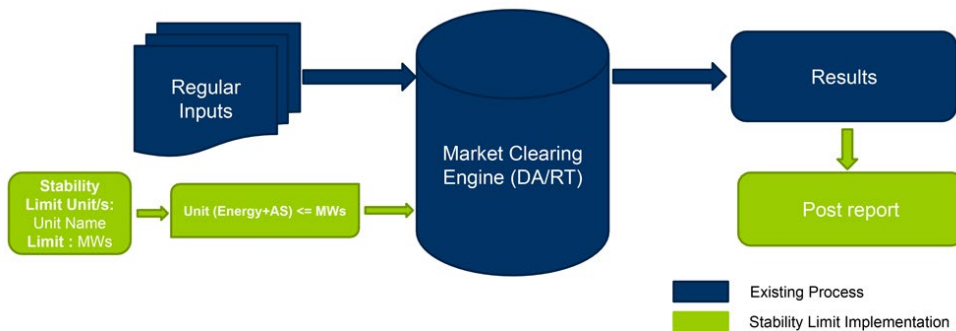 Regular
Inputs
Market Clearing
Engine (DA/RT)
Results
Stability
Limit Unit/s:
Unit Name
Limit : MWs
Unit (Energy+AS) <= MWs
Post report
Existing Process
Stability Limit Implementation